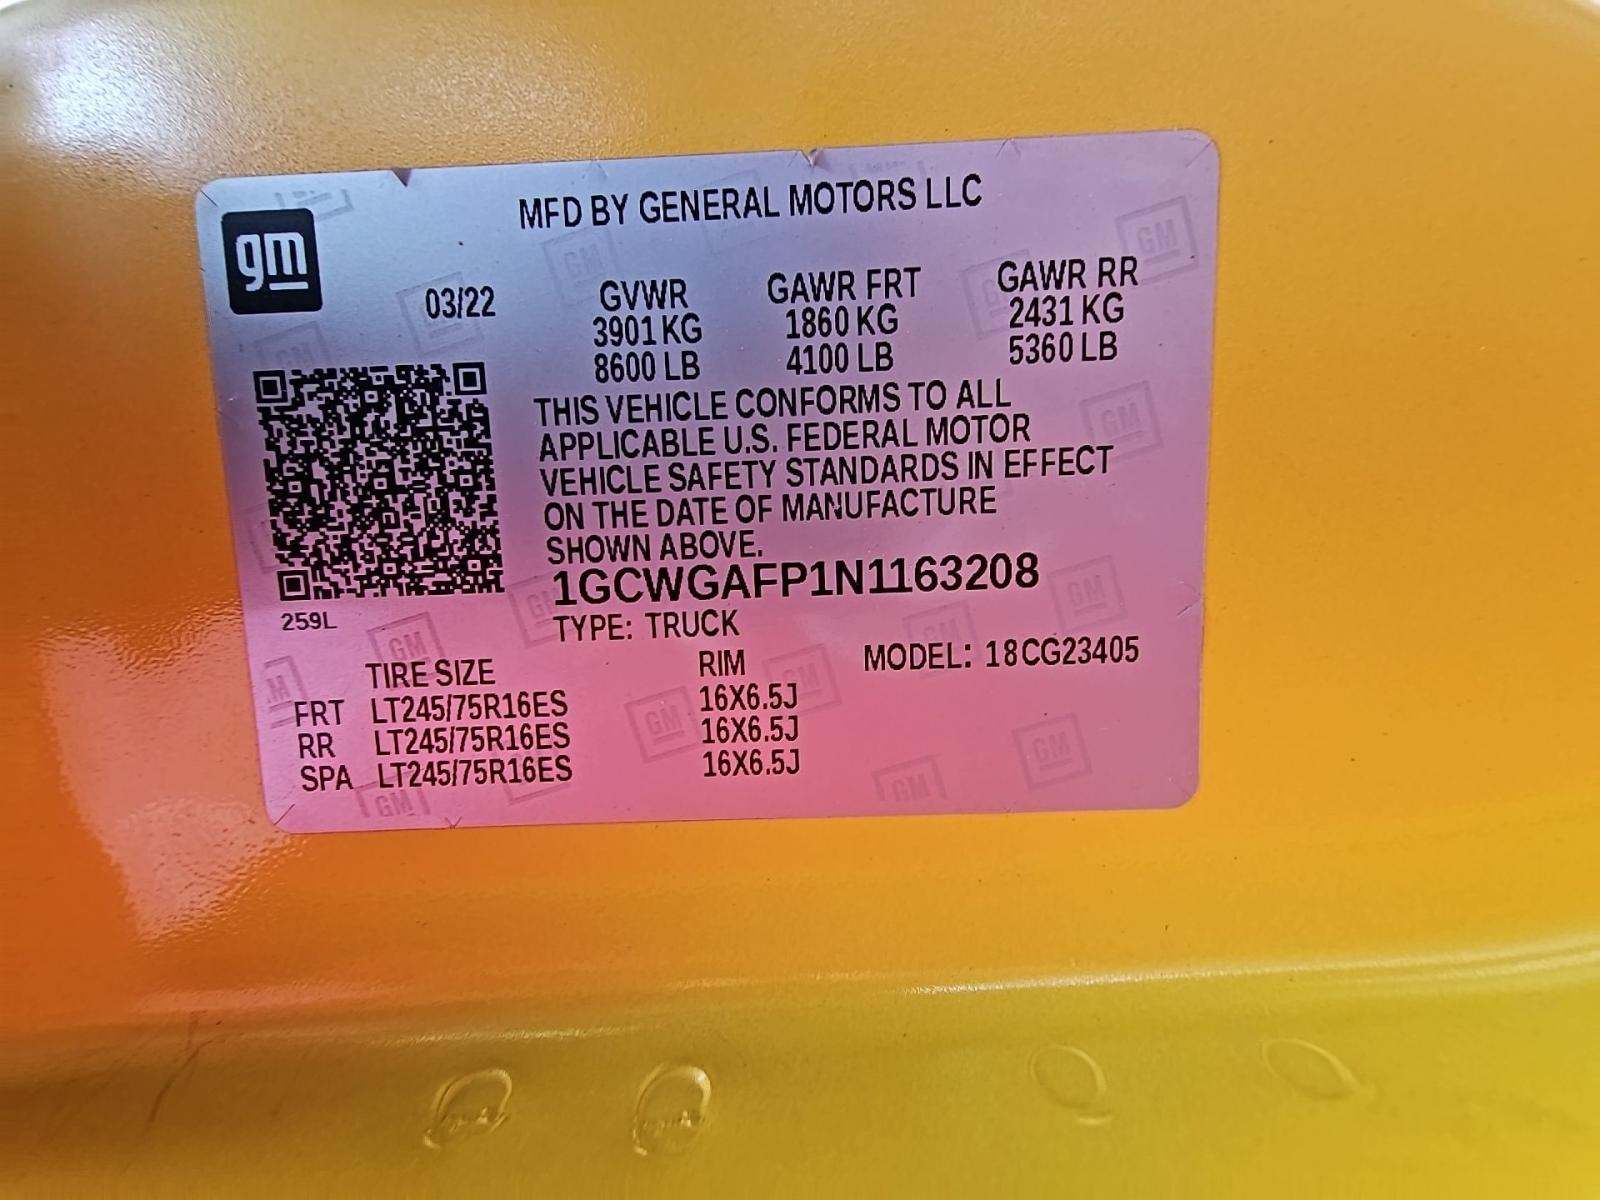 gm
MFD BY GENERAL MOTORS LLC
03/22 GVWR GAWR FRT GAWR RR
3901 KG 1860 KG 2431 KG
8600 LB 4100 LB 5360 LB
THIS VEHICLE CONFORMS TO ALL
APPLICABLE U.S. FEDERAL MOTOR
VEHICLE SAFETY STANDARDS IN EFFECT
ON THE DATE OF MANUFACTURE
SHOWN ABOVE.
1GCWGAFP1N1163208
259L
TYPE: TRUCK
TIRE SIZE RIM MODEL: 18CG23405
FRT LT245/75R16ES 16X6.5J
RR LT245/75R16ES 16X6.5J
SPA LT245/75R16ES 16X6.5J